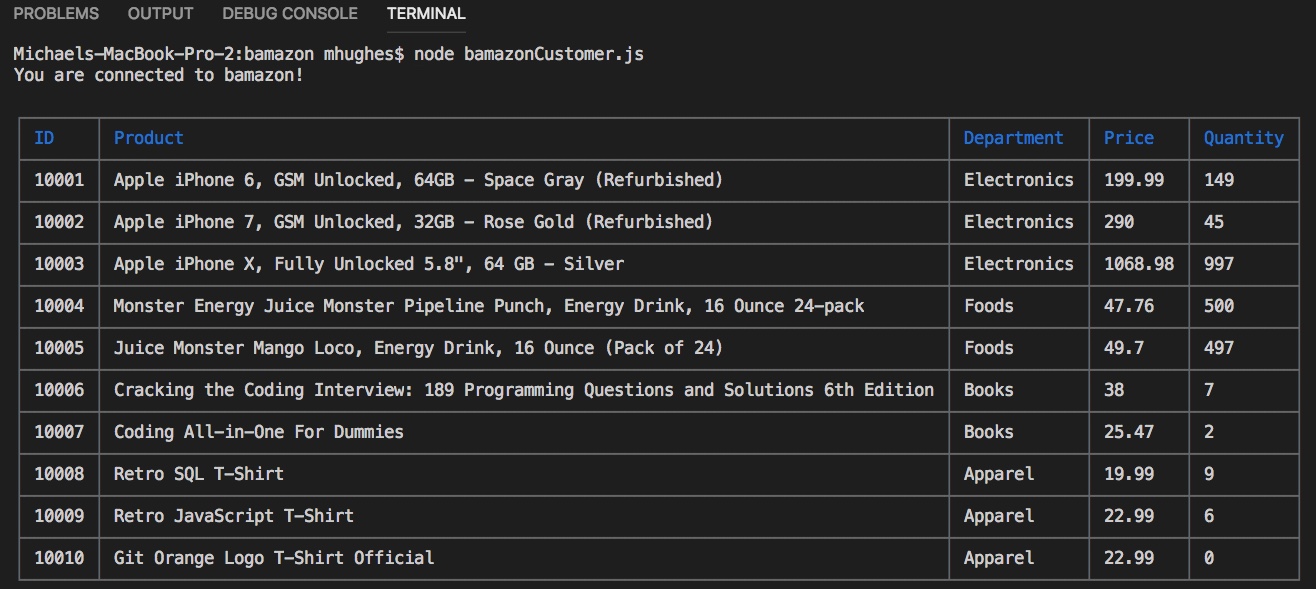 PROBLEMS OUTPUT DEBUG CONSOLE TERMINAL
Michaels-MacBook-Pro-2:bamazon mhughes$ node bamazonCustomer.js
You are connected to bamazon!
ID Product Department Price Quantity
10001 Apple iPhone 6, GSM Unlocked, 64GB - Space Gray (Refurbished) Electronics 199.99 149
10002 Apple iPhone 7, GSM Unlocked, 32GB - Rose Gold (Refurbished) Electronics 290 45
10003 Apple iPhone X, Fully Unlocked 5.8", 64 GB - Silver Electronics 1068.98 997
10004 Monster Energy Juice Monster Pipeline Punch, Energy Drink, 16 Ounce 24-pack Foods 47.76 500
10005 Juice Monster Mango Loco, Energy Drink, 16 Ounce (Pack of 24) Foods 49.7 497
10006 Cracking the Coding Interview: 189 Programming Questions and Solutions 6th Edition Books 38 7
10007 Coding All-in-One For Dummies Books 25.47 2
10008 Retro SQL T-Shirt Apparel 19.99 9
10009 Retro JavaScript T-Shirt Apparel 22.99 6
10010 Git Orange Logo T-Shirt Official Apparel 22.99 0